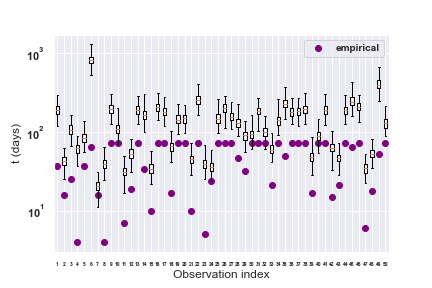 empirical
10³
10²
10¹
t (days)
1 2 3 4 5 6 7 8 9 10 11 12 13 14 15 16 17 18 19 20 21 22 23 24 25 26 27 28 29 30 31 32 33 34 35 36 37 38 39 40 41 42 43 44 45 46 47 48 49 50
Observation index